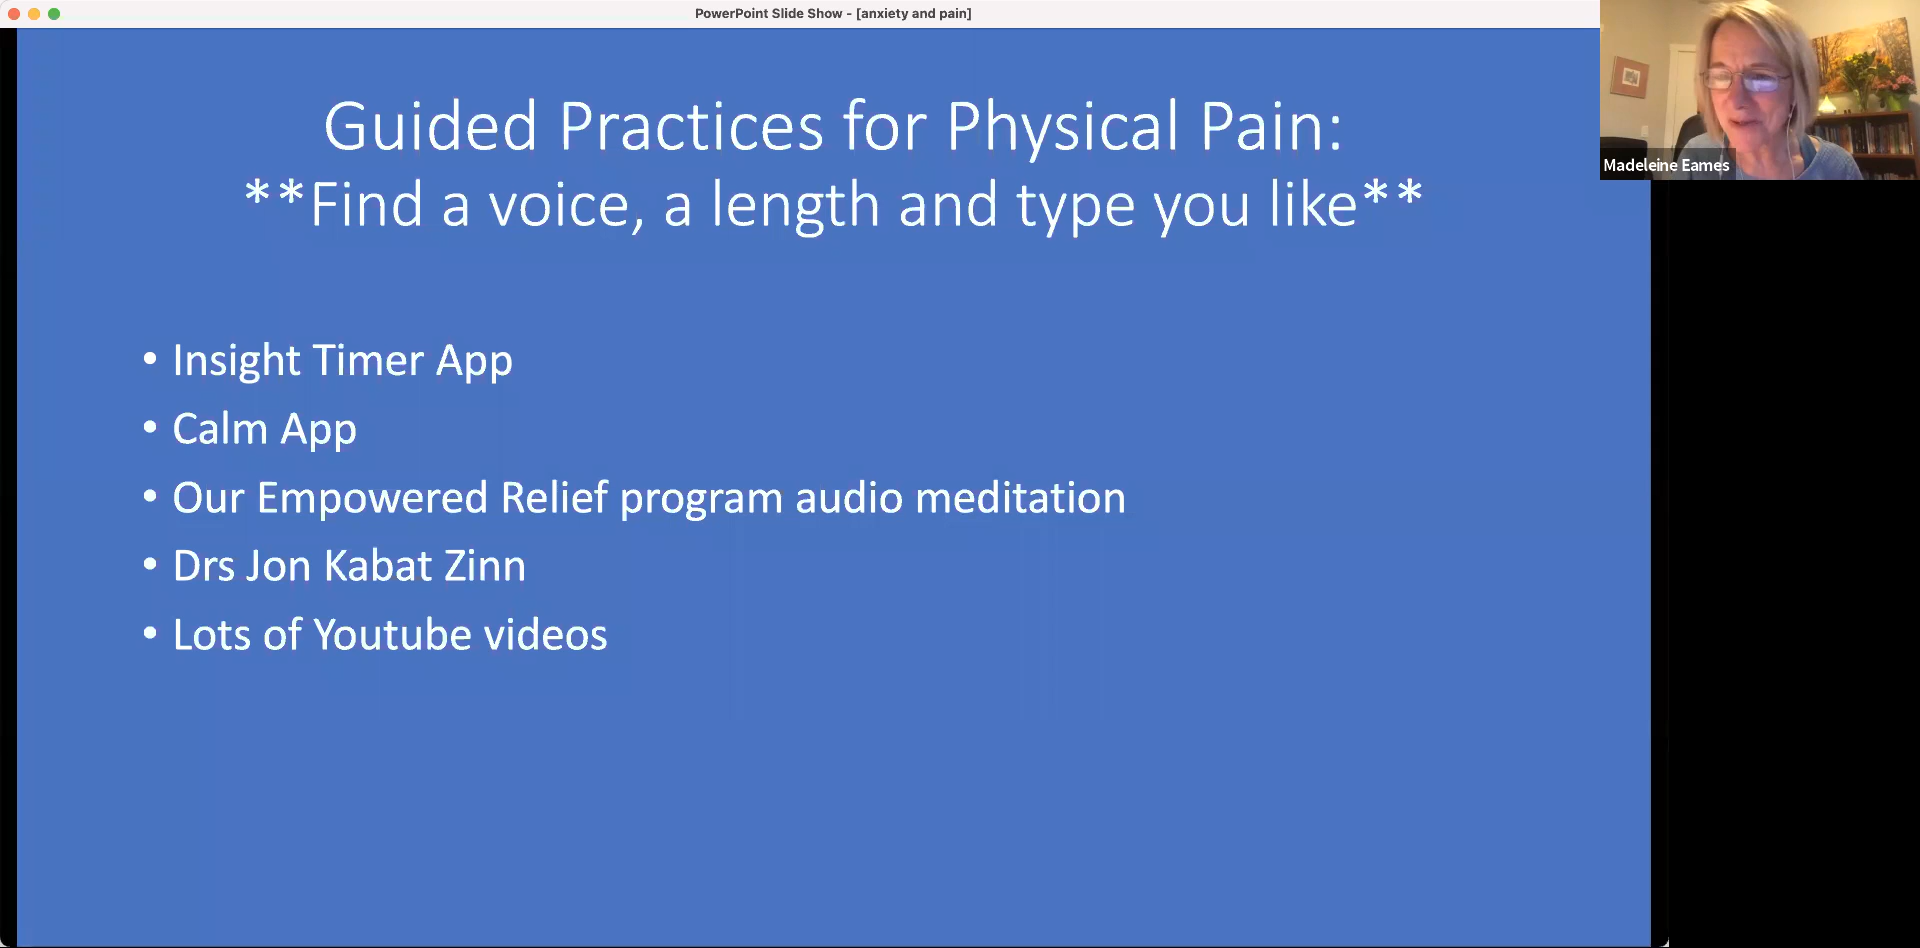 PowerPoint Slide Show - [anxiety and pain]
Guided Practices for Physical Pain:
**Find a voice, a length and type you like**
• Insight Timer App
• Calm App
• Our Empowered Relief program audio meditation
• Drs Jon Kabat Zinn
• Lots of Youtube videos
Madeleine Eames